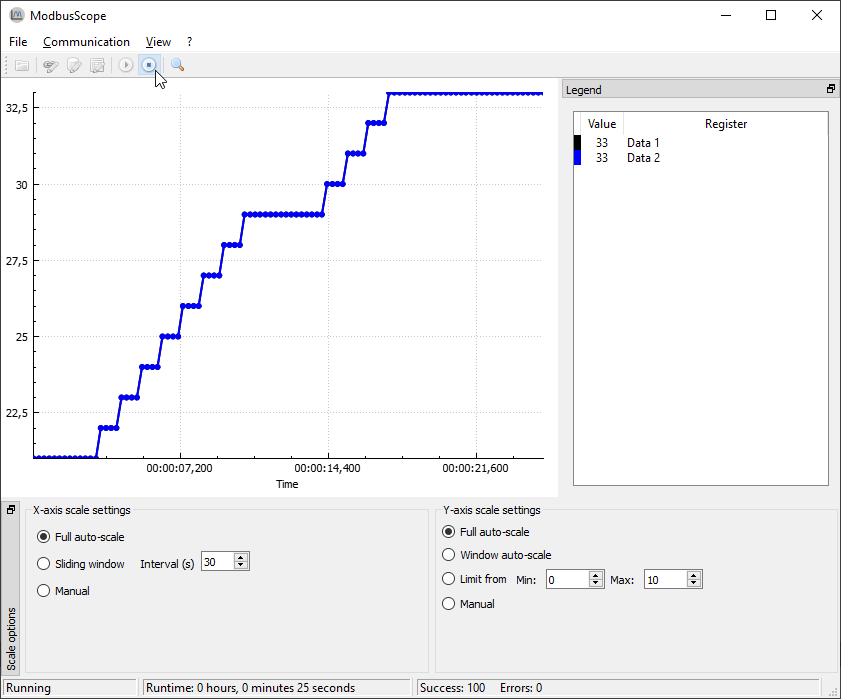 ModbusScope
File Communication View ?
Legend
Value Register
33 Data 1
33 Data 2
32,5
30
27,5
25
22,5
00:00:07,200 00:00:14,400 00:00:21,600
Time
Scale options
X-axis scale settings
Full auto-scale
Sliding window Interval (s) 30
Manual
Y-axis scale settings
Full auto-scale
Window auto-scale
Limit from Min: 0 Max: 10
Manual
Running Runtime: 0 hours, 0 minutes 25 seconds Success: 100 Errors: 0